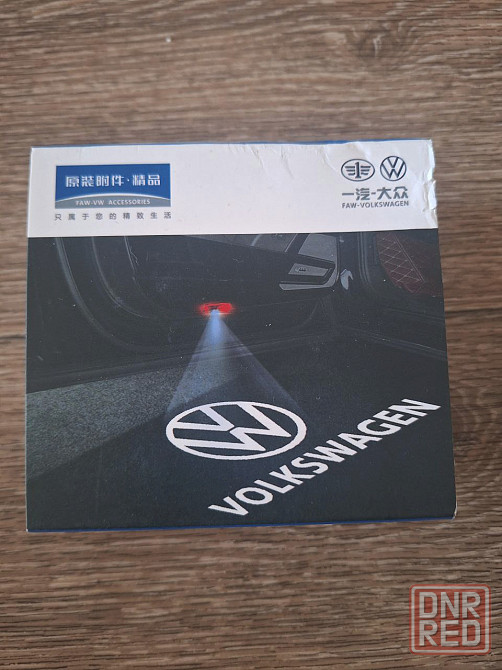 原装附件·精品
FAW-VW ACCESSORIES
只属于您的精致生活
一汽-大众
FAW-VOLKSWAGEN
VOLKSWAGEN
DNR
RED